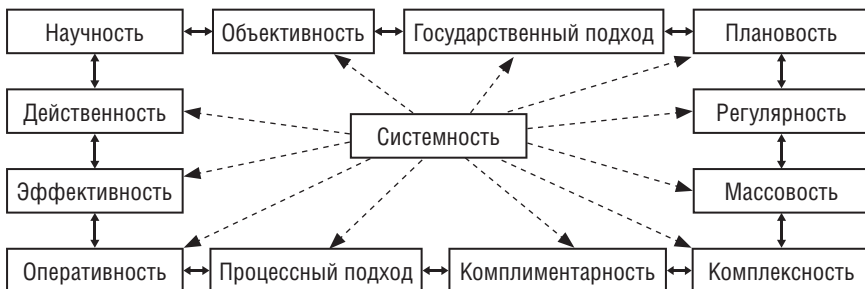 Научность Объективность Государственный подход Плановость
Действенность Регулярность
Системность
Эффективность Массовость
Оперативность Процессный подход Комплиментарность Комплексность